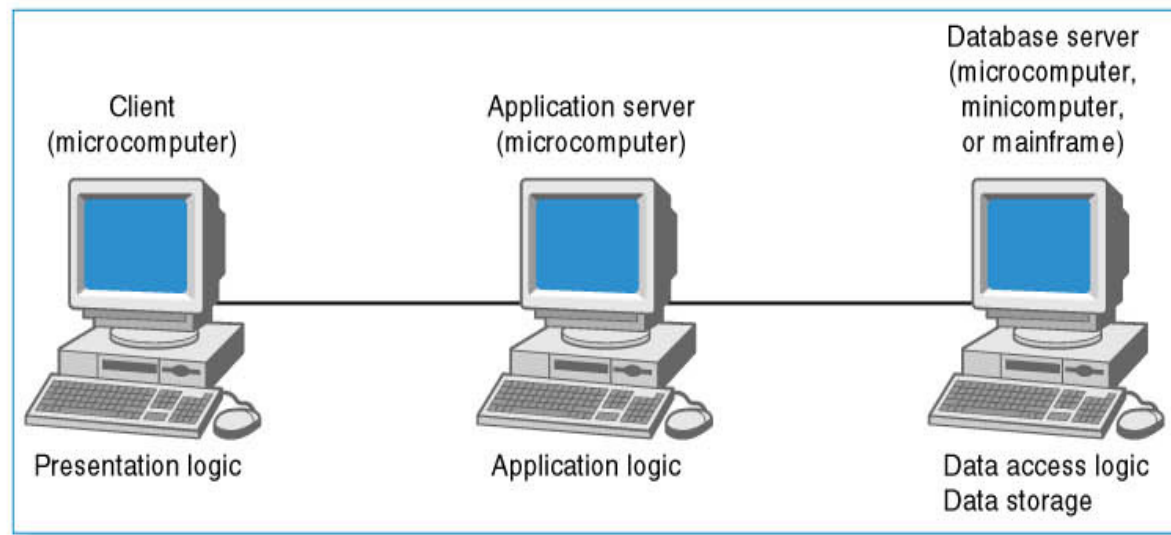 Client
(microcomputer)
Application server
(microcomputer)
Database server
(microcomputer,
minicomputer,
or mainframe)
Presentation logic
Application logic
Data access logic
Data storage